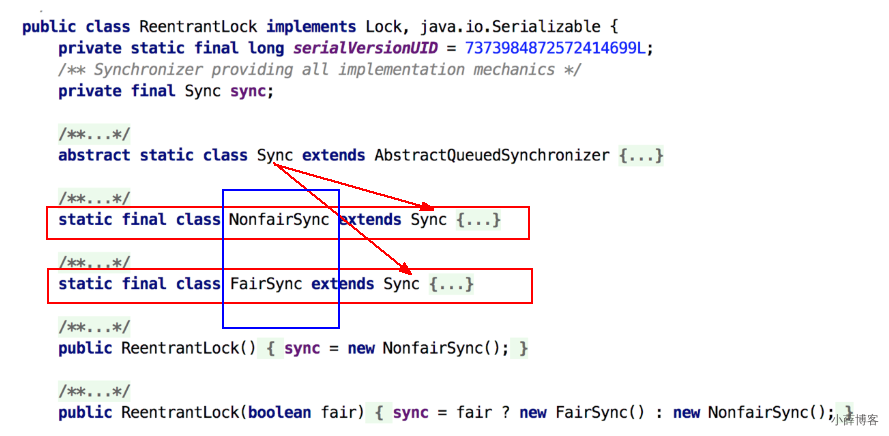 public class ReentrantLock implements Lock, java.io.Serializable {
private static final long serialVersionUID = 7373984872572414699L;
/** Synchronizer providing all implementation mechanics */
private final Sync sync;
/**...*/
abstract static class Sync extends AbstractQueuedSynchronizer {...}
/**...*/
static final class NonfairSync extends Sync {...}
/**...*/
static final class FairSync extends Sync {...}
/**...*/
public ReentrantLock() { sync = new NonfairSync(); }
/**...*/
public ReentrantLock(boolean fair) { sync = fair ? new FairSync() : new NonfairSync(); }
小薛博客